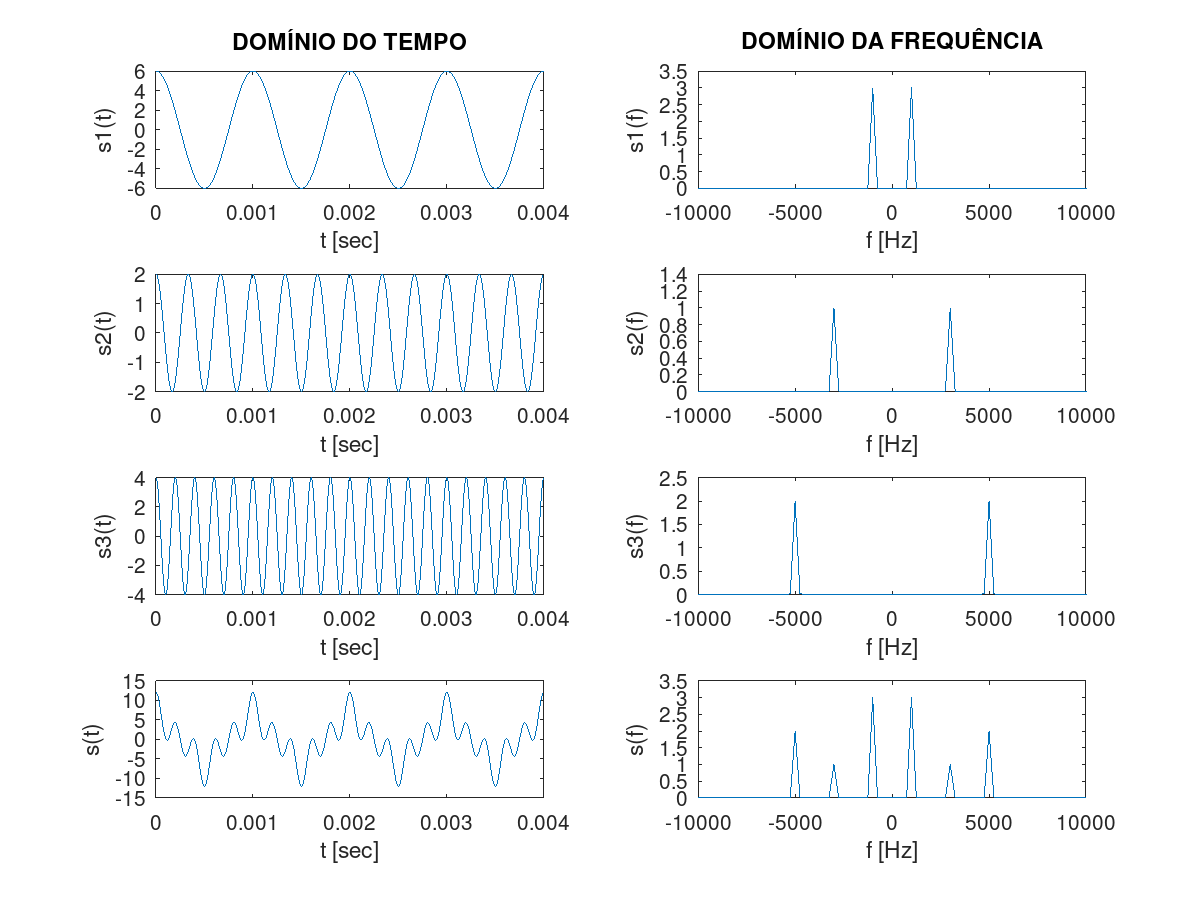 DOMÍNIO DO TEMPO
6
4
2
0
-2
-4
-6
s1(t)
0 0.001 0.002 0.003 0.004
t [sec]
DOMÍNIO DA FREQUÊNCIA
3.5
3
2.5
2
1.5
1
0.5
0
s1(f)
-10000 -5000 0 5000 10000
f [Hz]
2
1
0
-1
-2
s2(t)
0 0.001 0.002 0.003 0.004
t [sec]
1.4
1.2
1
0.8
0.6
0.4
0.2
0
s2(f)
-10000 -5000 0 5000 10000
f [Hz]
4
2
0
-2
-4
s3(t)
0 0.001 0.002 0.003 0.004
t [sec]
2.5
2
1.5
1
0.5
0
s3(f)
-10000 -5000 0 5000 10000
f [Hz]
15
10
5
0
-5
-10
-15
s(t)
0 0.001 0.002 0.003 0.004
t [sec]
3.5
3
2.5
2
1.5
1
0.5
0
s(f)
-10000 -5000 0 5000 10000
f [Hz]